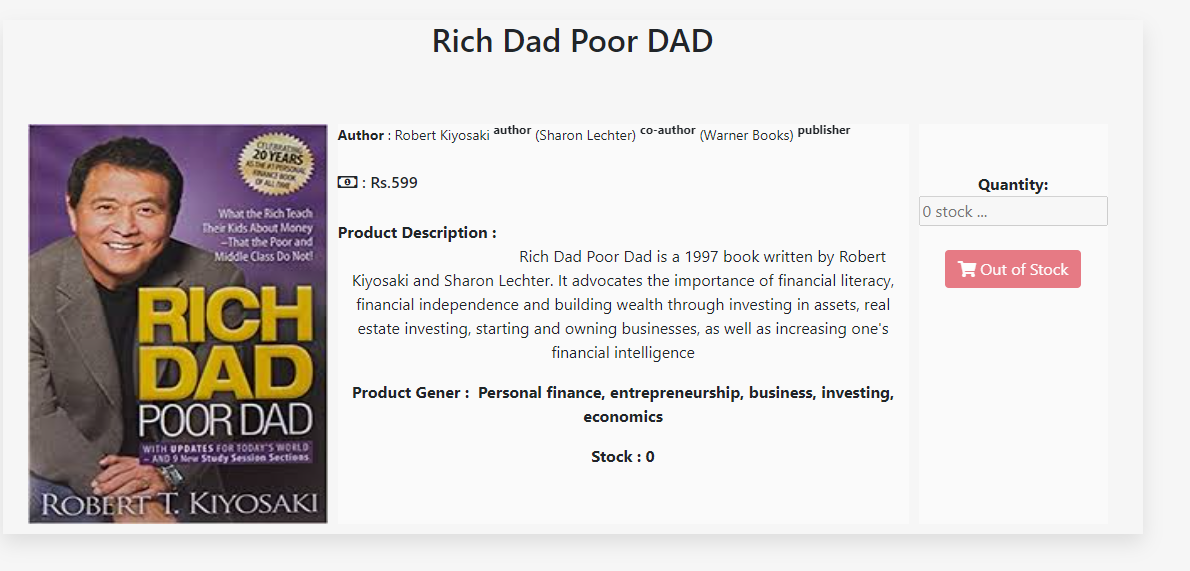 Rich Dad Poor DAD
CELEBRATING
20 YEARS
AS THE #1 PERSONAL
FINANCE BOOK
OF ALL TIME
What the Rich Teach
Their Kids About Money
–That the Poor and
Middle Class Do Not!
RICH
DAD
POOR DAD
WITH UPDATES FOR TODAY'S WORLD
– AND 9 New Study Session Sections
ROBERT T. KIYOSAKI
Author : Robert Kiyosaki author (Sharon Lechter) co-author (Warner Books) publisher
: Rs.599
Product Description :
Rich Dad Poor Dad is a 1997 book written by Robert
Kiyosaki and Sharon Lechter. It advocates the importance of financial literacy,
financial independence and building wealth through investing in assets, real
estate investing, starting and owning businesses, as well as increasing one's
financial intelligence
Product Gener : Personal finance, entrepreneurship, business, investing,
economics
Stock : 0
Quantity:
0 stock ...
Out of Stock